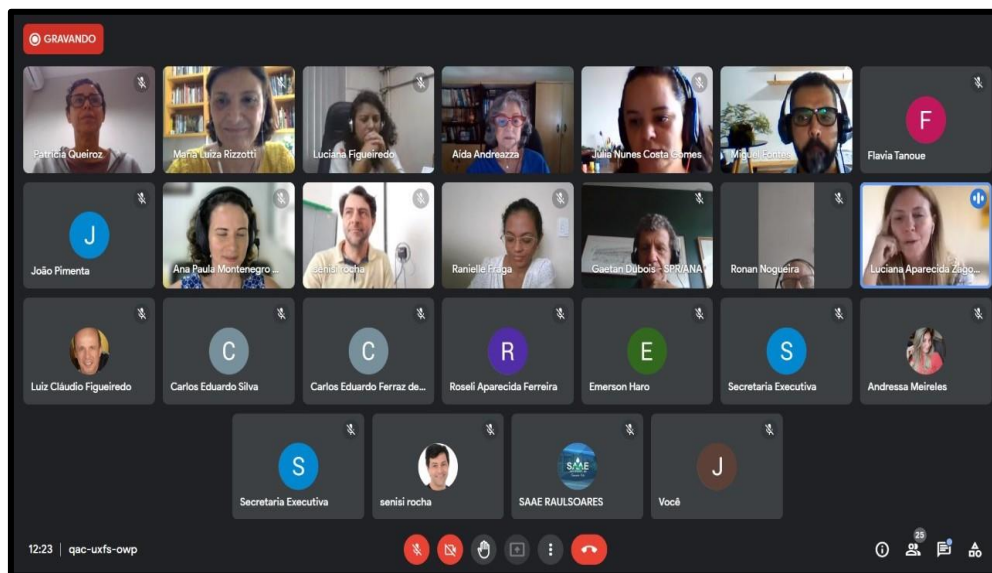 GRAVANDO
Patricia Queiroz
Maria Luiza Rizzotti
Luciana Figueiredo
Aida Andreazza
Julia Nunes Costa Gomes
Miguel Fontes
F
Flavia Tanoue
J
João Pimenta
Ana Paula Montenegro ...
senisi rocha
Ranielle Fraga
Gaetan Dubois - SPR/ANA
Ronan Nogueira
Luciana Aparecida Zago...
Luiz Cláudio Figueiredo
C
Carlos Eduardo Silva
C
Carlos Eduardo Ferraz de...
R
Roseli Aparecida Ferreira
E
Emerson Haro
S
Secretaria Executiva
Andressa Meireles
S
Secretaria Executiva
senisi rocha
SAAE
SAAE RAULSOARES
J
Você
12:23 | qac-uxfs-owp
25